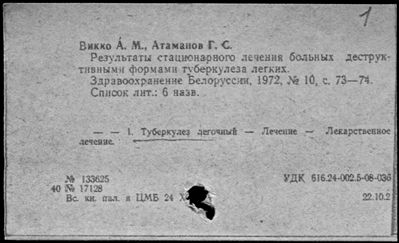 1
Викко А. М., Атаманов Г. С.
Результаты стационарного лечения больных деструк-
тивными формами туберкулеза легких.
Здравоохранение Белоруссии, 1972, № 10, с. 73—74.
Список лит.: 6 назв.
— — 1. Туберкулез легочный — Лечение — Лекарственное
лечение.
№ 133625 УДК 616.24-002.5-08-036
40 № 17128
Вс. кн. пал. и ЦМБ 24 X 22.10.2